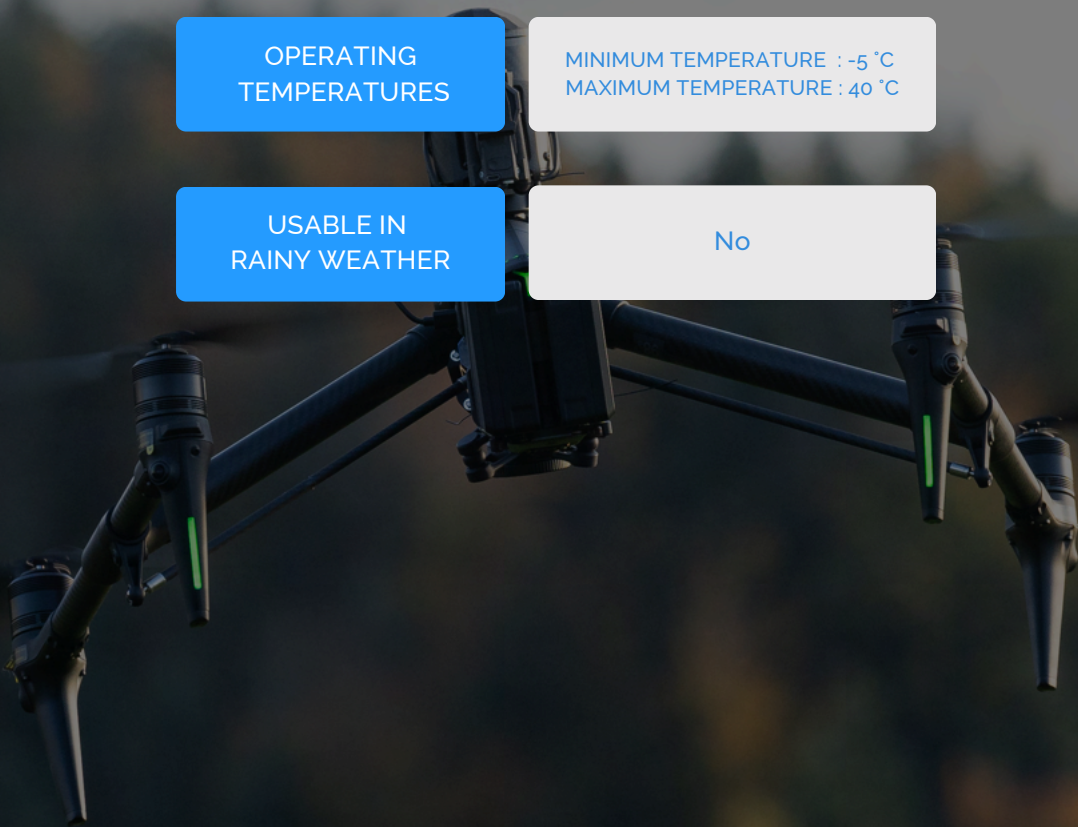 OPERATING
TEMPERATURES
MINIMUM TEMPERATURE : -5 °C
MAXIMUM TEMPERATURE : 40 °C
USABLE IN
RAINY WEATHER
No